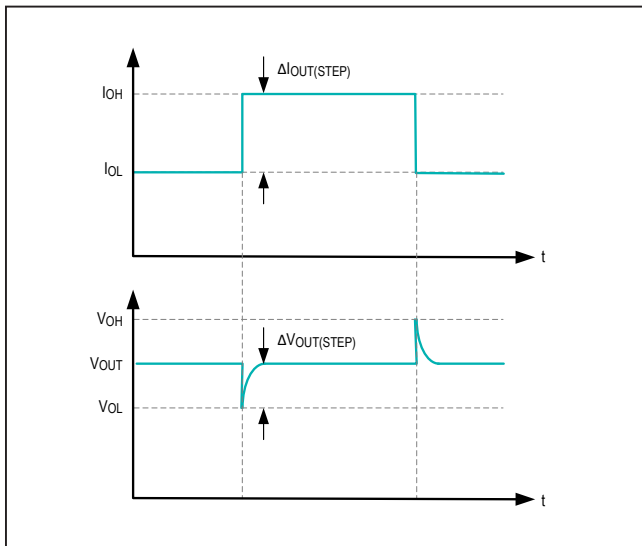 ΔIOUT(STEP)
IOH
IOL
t
VOH
ΔVOUT(STEP)
VOUT
VOL
t